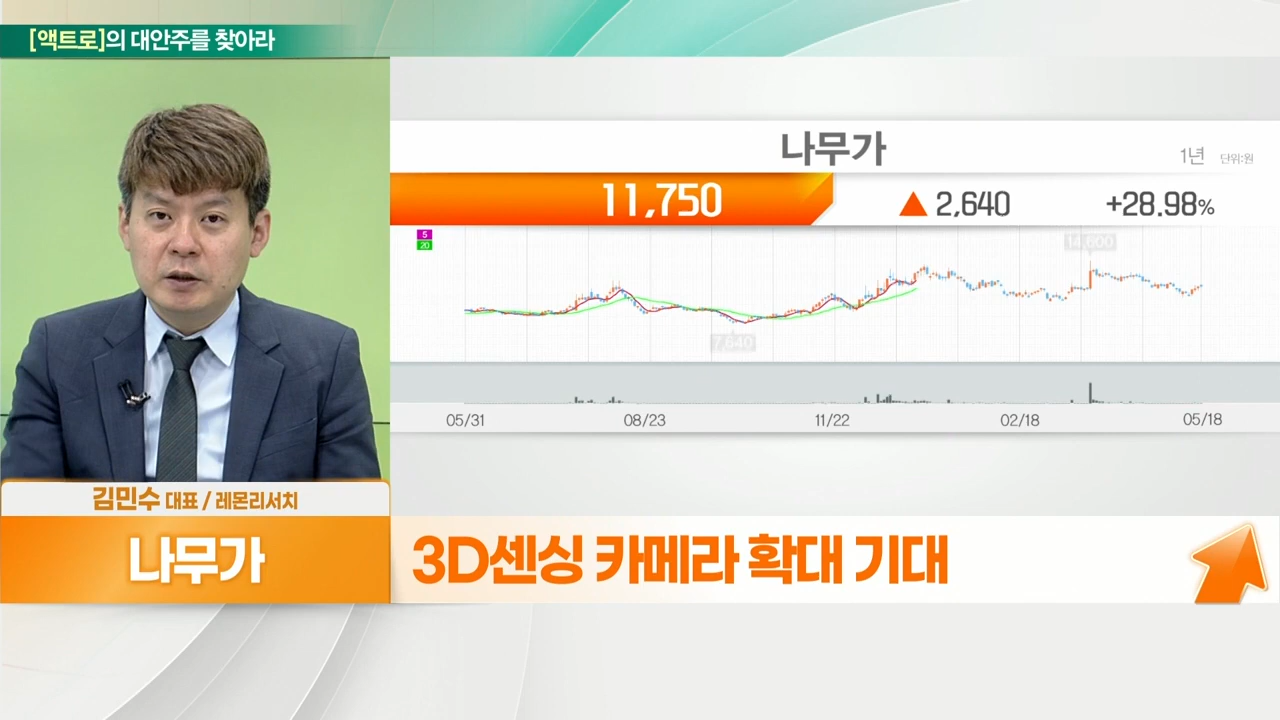 [액트로]의 대안주를 찾아라
나무가
1년 단위:원
11,750 ▲ 2,640 +28.98%
5
20
14,600
7,640
05/31 08/23 11/22 02/18 05/18
김민수 대표 / 레몬리서치
나무가
3D센싱 카메라 확대 기대